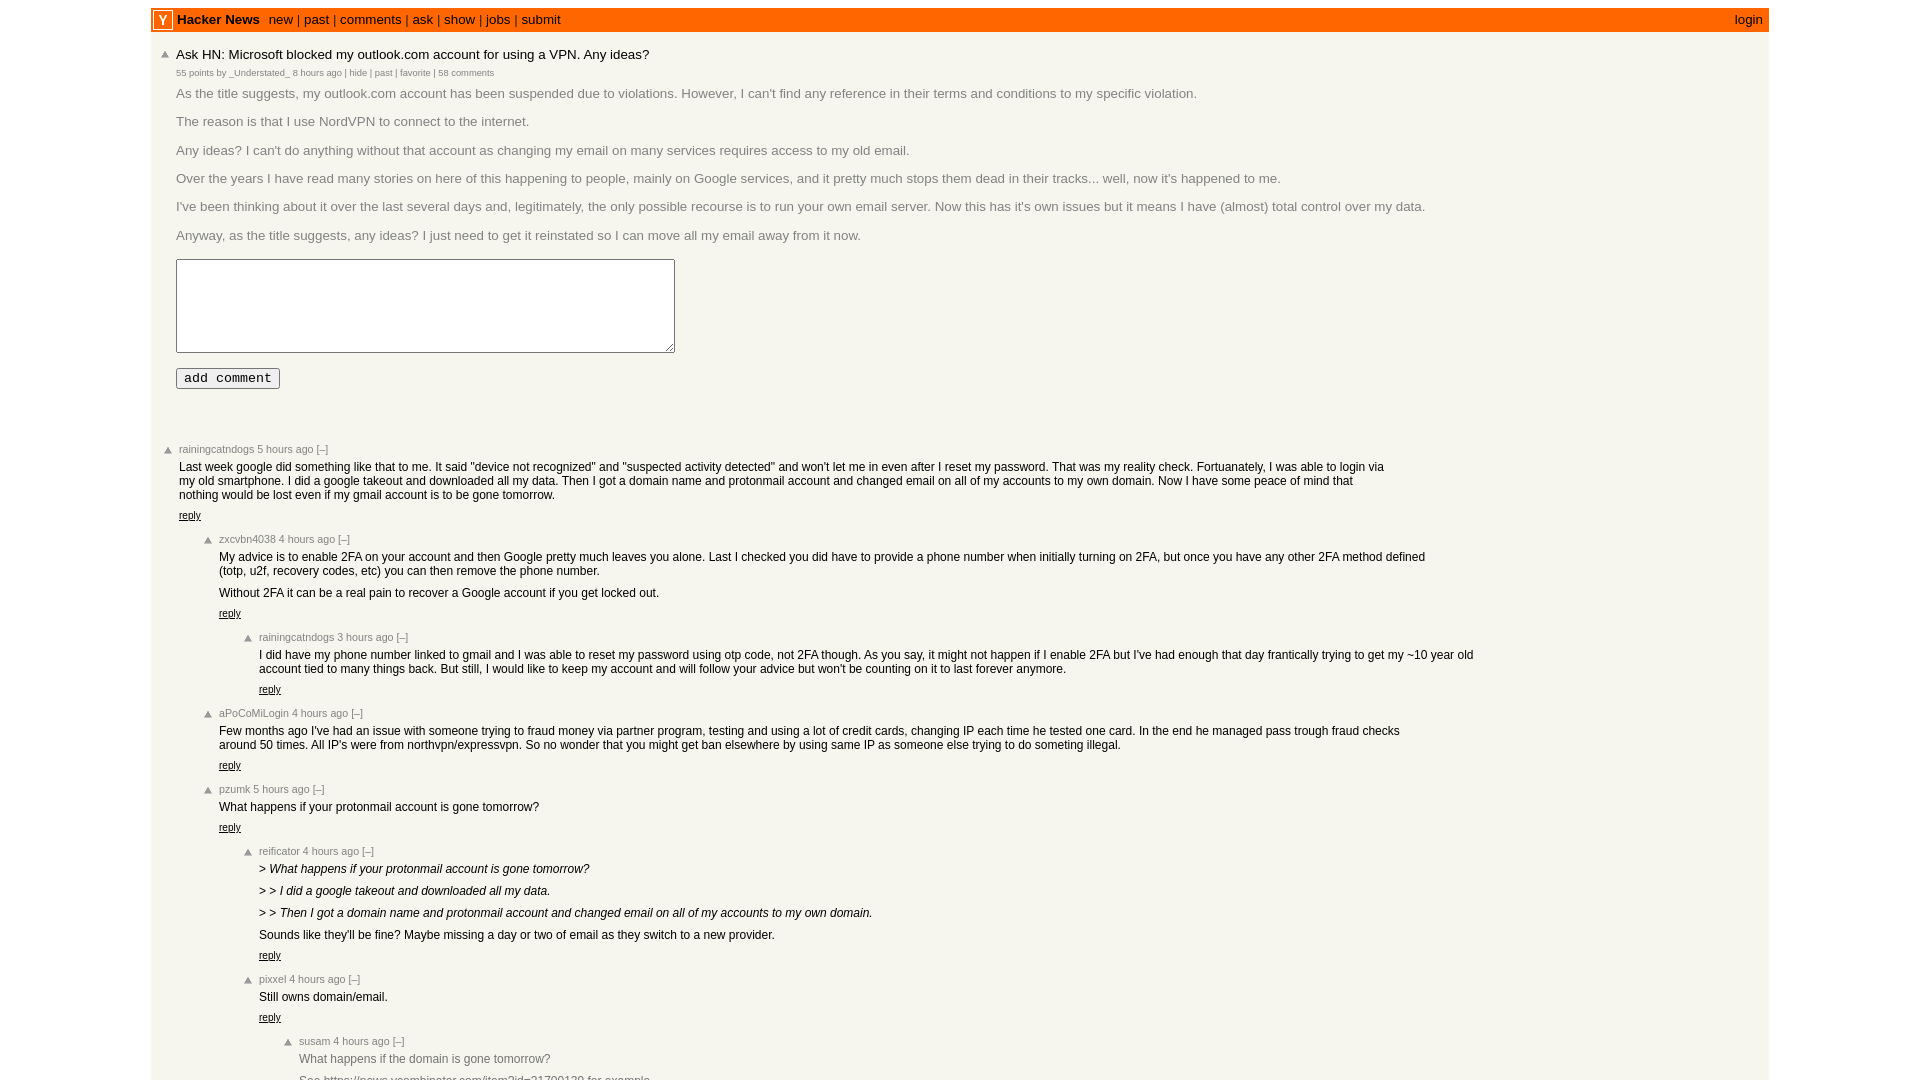 Y Hacker News new | past | comments | ask | show | jobs | submit login
Ask HN: Microsoft blocked my outlook.com account for using a VPN. Any ideas?
55 points by _Understated_ 8 hours ago | hide | past | favorite | 58 comments
As the title suggests, my outlook.com account has been suspended due to violations. However, I can't find any reference in their terms and conditions to my specific violation.
The reason is that I use NordVPN to connect to the internet.
Any ideas? I can't do anything without that account as changing my email on many services requires access to my old email.
Over the years I have read many stories on here of this happening to people, mainly on Google services, and it pretty much stops them dead in their tracks... well, now it's happened to me.
I've been thinking about it over the last several days and, legitimately, the only possible recourse is to run your own email server. Now this has it's own issues but it means I have (almost) total control over my data.
Anyway, as the title suggests, any ideas? I just need to get it reinstated so I can move all my email away from it now.
add comment
rainingcatndogs 5 hours ago [–]
Last week google did something like that to me. It said "device not recognized" and "suspected activity detected" and won't let me in even after I reset my password. That was my reality check. Fortuanately, I was able to login via
my old smartphone. I did a google takeout and downloaded all my data. Then I got a domain name and protonmail account and changed email on all of my accounts to my own domain. Now I have some peace of mind that
nothing would be lost even if my gmail account is to be gone tomorrow.
reply
zxcvbn4038 4 hours ago [–]
My advice is to enable 2FA on your account and then Google pretty much leaves you alone. Last I checked you did have to provide a phone number when initially turning on 2FA, but once you have any other 2FA method defined
(totp, u2f, recovery codes, etc) you can then remove the phone number.
Without 2FA it can be a real pain to recover a Google account if you get locked out.
reply
rainingcatndogs 3 hours ago [–]
I did have my phone number linked to gmail and I was able to reset my password using otp code, not 2FA though. As you say, it might not happen if I enable 2FA but I've had enough that day frantically trying to get my ~10 year old
account tied to many things back. But still, I would like to keep my account and will follow your advice but won't be counting on it to last forever anymore.
reply
aPoCoMiLogin 4 hours ago [–]
Few months ago I've had an issue with someone trying to fraud money via partner program, testing and using a lot of credit cards, changing IP each time he tested one card. In the end he managed pass trough fraud checks
around 50 times. All IP's were from northvpn/expressvpn. So no wonder that you might get ban elsewhere by using same IP as someone else trying to do someting illegal.
reply
pzumk 5 hours ago [–]
What happens if your protonmail account is gone tomorrow?
reply
reificator 4 hours ago [–]
> What happens if your protonmail account is gone tomorrow?
> > I did a google takeout and downloaded all my data.
> > Then I got a domain name and protonmail account and changed email on all of my accounts to my own domain.
Sounds like they'll be fine? Maybe missing a day or two of email as they switch to a new provider.
reply
pixxel 4 hours ago [–]
Still owns domain/email.
reply
susam 4 hours ago [–]
What happens if the domain is gone tomorrow?